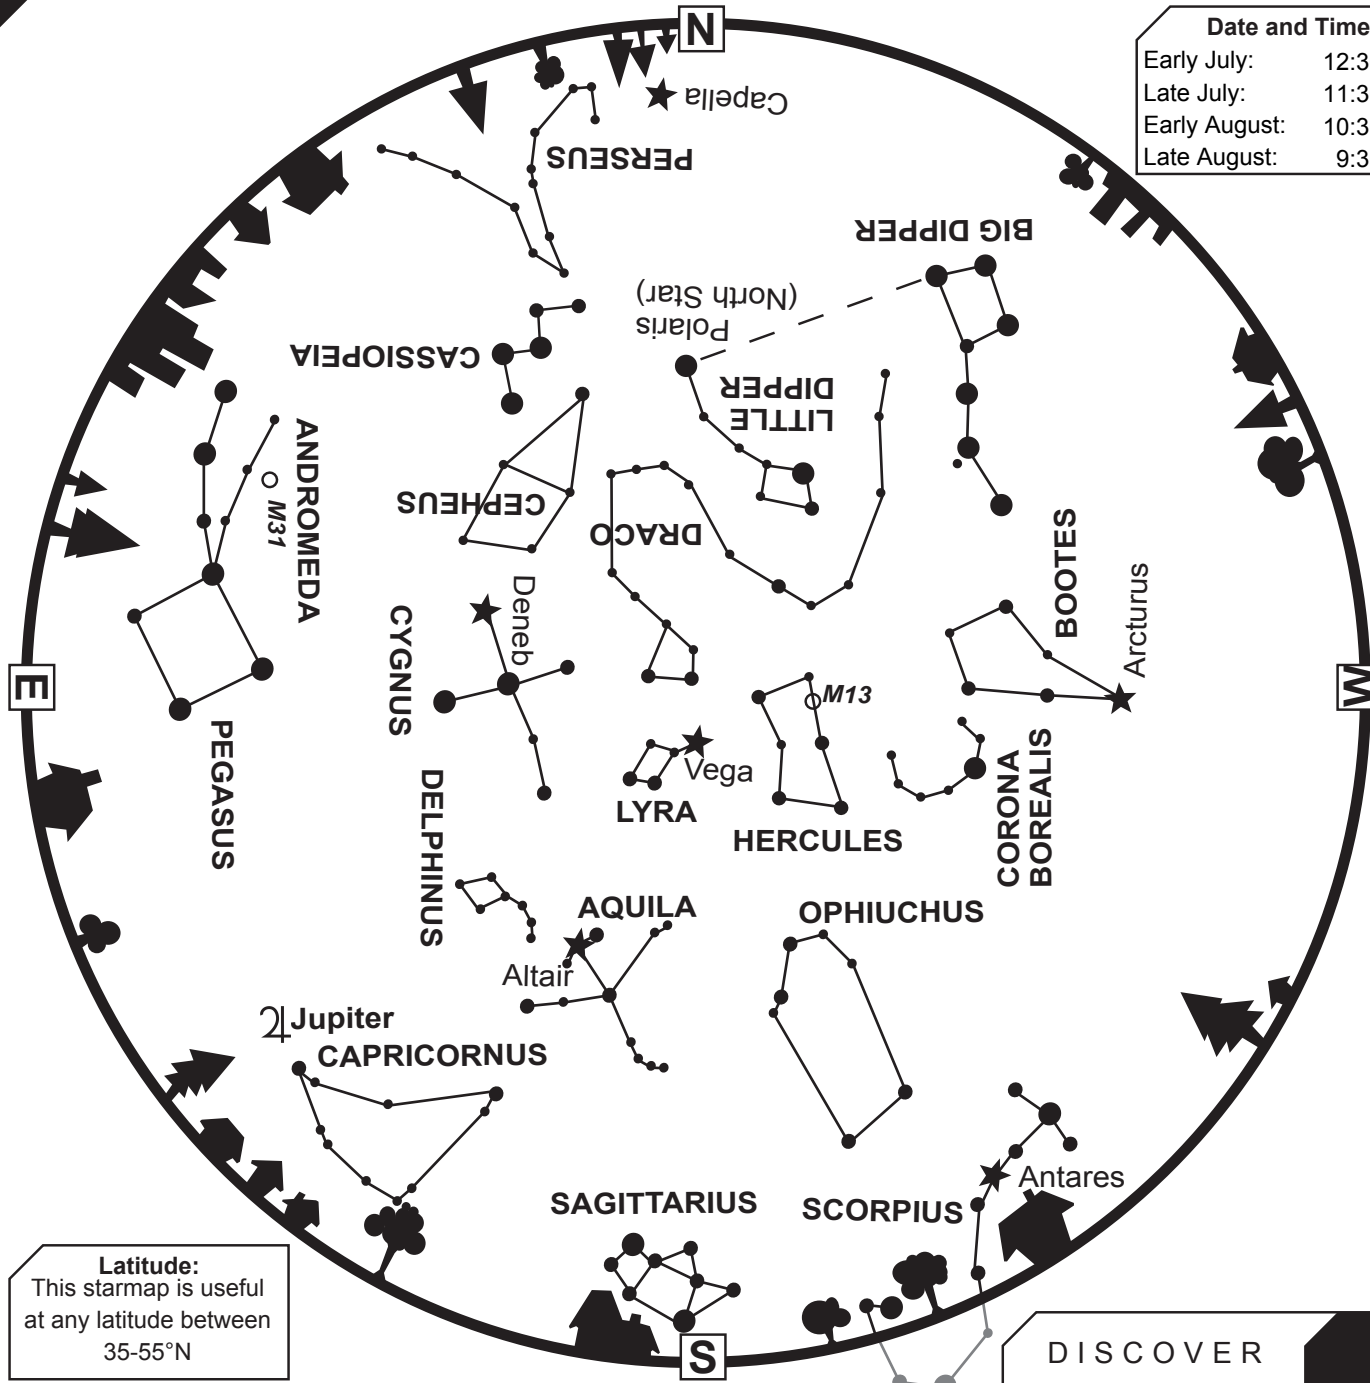 N
Date and Time
Early July: 12:3
Late July: 11:3
Early August: 10:3
Late August: 9:3
Capella
PERSEUS
BIG DIPPER
Polaris
(North Star)
CASSIOPEIA
LITTLE
DIPPER
ANDROMEDA
M31
CEPHEUS
DRACO
BOOTES
Arcturus
Deneb
CYGNUS
E
W
M13
PEGASUS
Vega
LYRA
HERCULES
CORONA
BOREALIS
DELPHINUS
AQUILA
OPHIUCHUS
Altair
♃ Jupiter
CAPRICORNUS
Antares
SAGITTARIUS
SCORPIUS
Latitude:
This starmap is useful
at any latitude between
35-55°N
S
DISCOVER